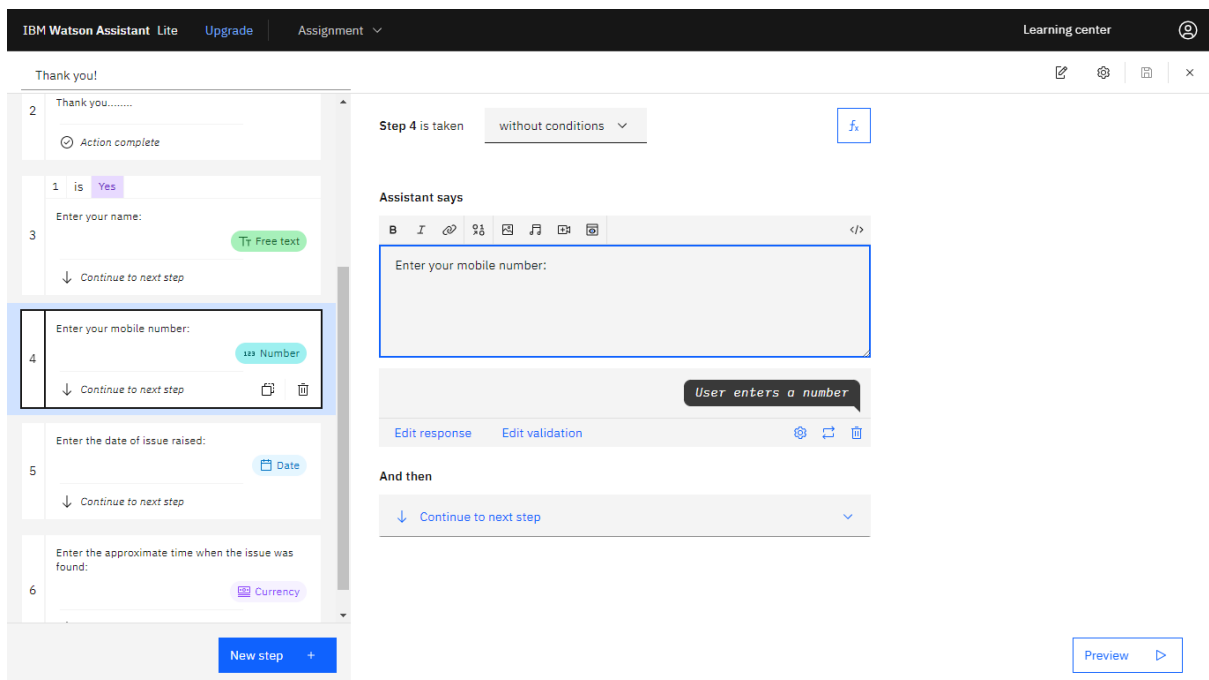 IBM Watson Assistant Lite Upgrade Assignment Learning center
Thank you!
2
Thank you........
Action complete
1 is Yes
3
Enter your name:
Free text
Continue to next step
4
Enter your mobile number:
123 Number
Continue to next step
5
Enter the date of issue raised:
Date
Continue to next step
6
Enter the approximate time when the issue was
found:
Currency
New step +
Step 4 is taken without conditions fx
Assistant says
B I </>
Enter your mobile number:
User enters a number
Edit response Edit validation
And then
Continue to next step
Preview